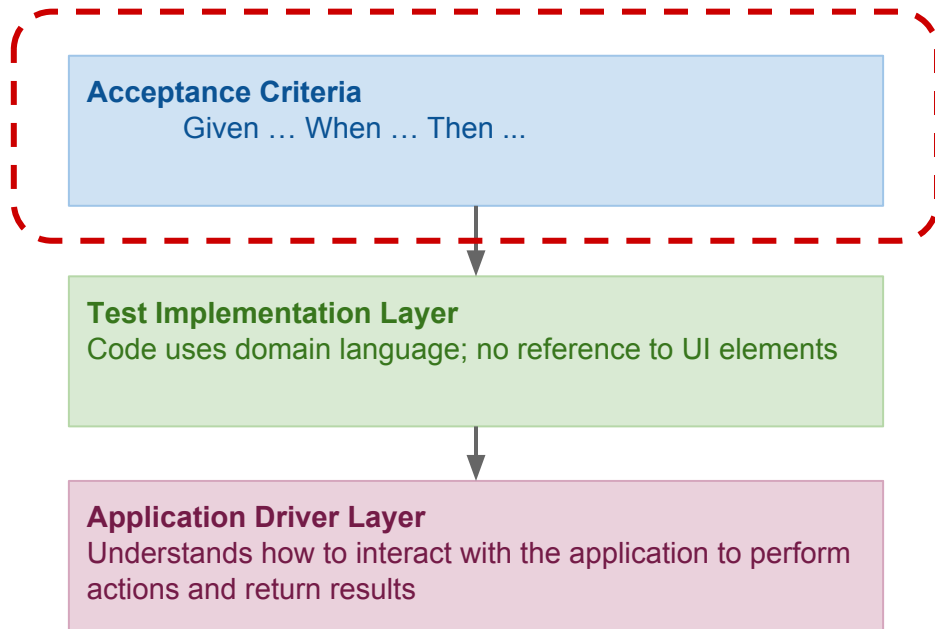 Acceptance Criteria
Given … When … Then ...
Test Implementation Layer
Code uses domain language; no reference to UI elements
Application Driver Layer
Understands how to interact with the application to perform
actions and return results